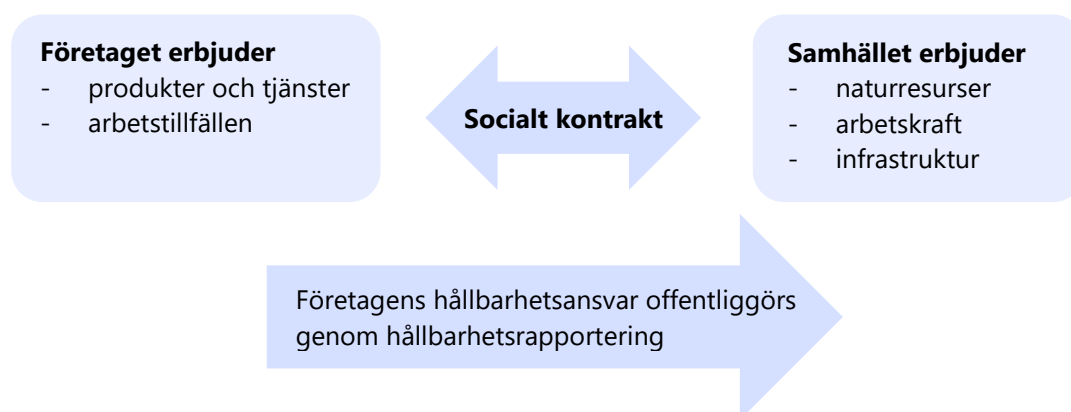 Företaget erbjuder
- produkter och tjänster
- arbetstillfällen
Socialt kontrakt
Samhället erbjuder
- naturresurser
- arbetskraft
- infrastruktur
Företagens hållbarhetsansvar offentliggörs
genom hållbarhetsrapportering